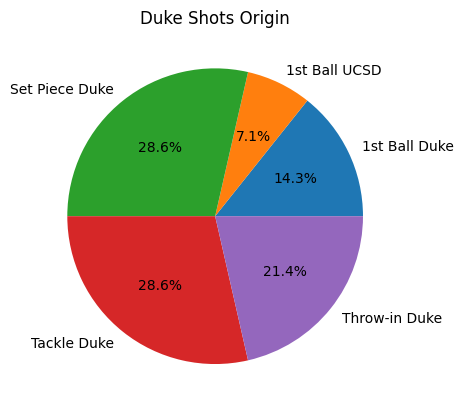 Duke Shots Origin
1st Ball UCSD
Set Piece Duke
7.1%
1st Ball Duke
28.6%
14.3%
28.6%
21.4%
Throw-in Duke
Tackle Duke